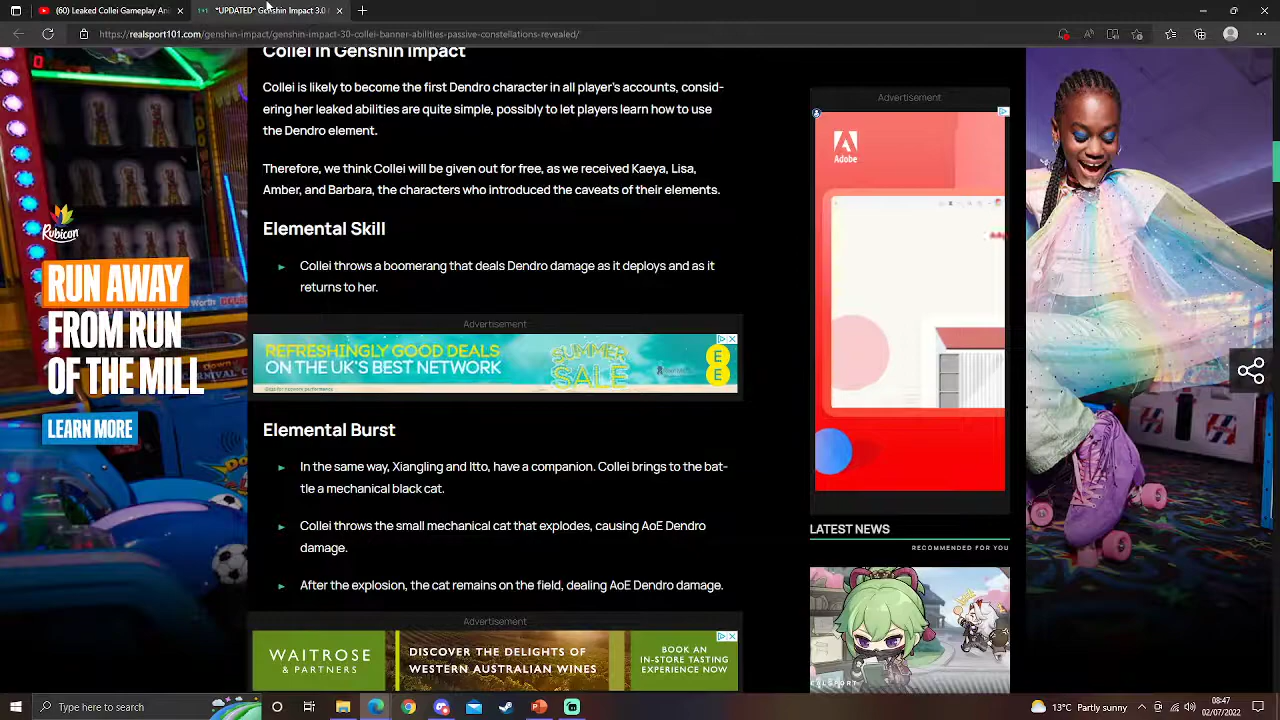 (60) Leaked Collei Gameplay Ani
*UPDATED* Genshin Impact 3.0 
https://realsport101.com/genshin-impact/genshin-impact-30-collei-banner-abilities-passive-constellations-revealed/
Collei in Genshin Impact
Collei is likely to become the first Dendro character in all player's accounts, consid-
ering her leaked abilities are quite simple, possibly to let players learn how to use
the Dendro element.
Therefore, we think Collei will be given out for free, as we received Kaeya, Lisa,
Amber, and Barbara, the characters who introduced the caveats of their elements.
Elemental Skill
Collei throws a boomerang that deals Dendro damage as it deploys and as it
returns to her.
Advertisement
REFRESHINGLY GOOD DEALS
ON THE UK'S BEST NETWORK
SUMMER
SALE
E
E
Elemental Burst
In the same way, Xiangling and Itto, have a companion. Collei brings to the bat-
tle a mechanical black cat.
Collei throws the small mechanical cat that explodes, causing AoE Dendro
damage.
After the explosion, the cat remains on the field, dealing AoE Dendro damage.
Advertisement
WAITROSE
& PARTNERS
DISCOVER THE DELIGHTS OF
WESTERN AUSTRALIAN WINES
BOOK AN
IN-STORE TASTING
EXPERIENCE NOW
Rubicon
RUN AWAY
FROM RUN
OF THE MILL
LEARN MORE
Advertisement
Adobe
LATEST NEWS
RECOMMENDED FOR YOU
Type here to search
13°C Sunny
08:47
02/07/2022